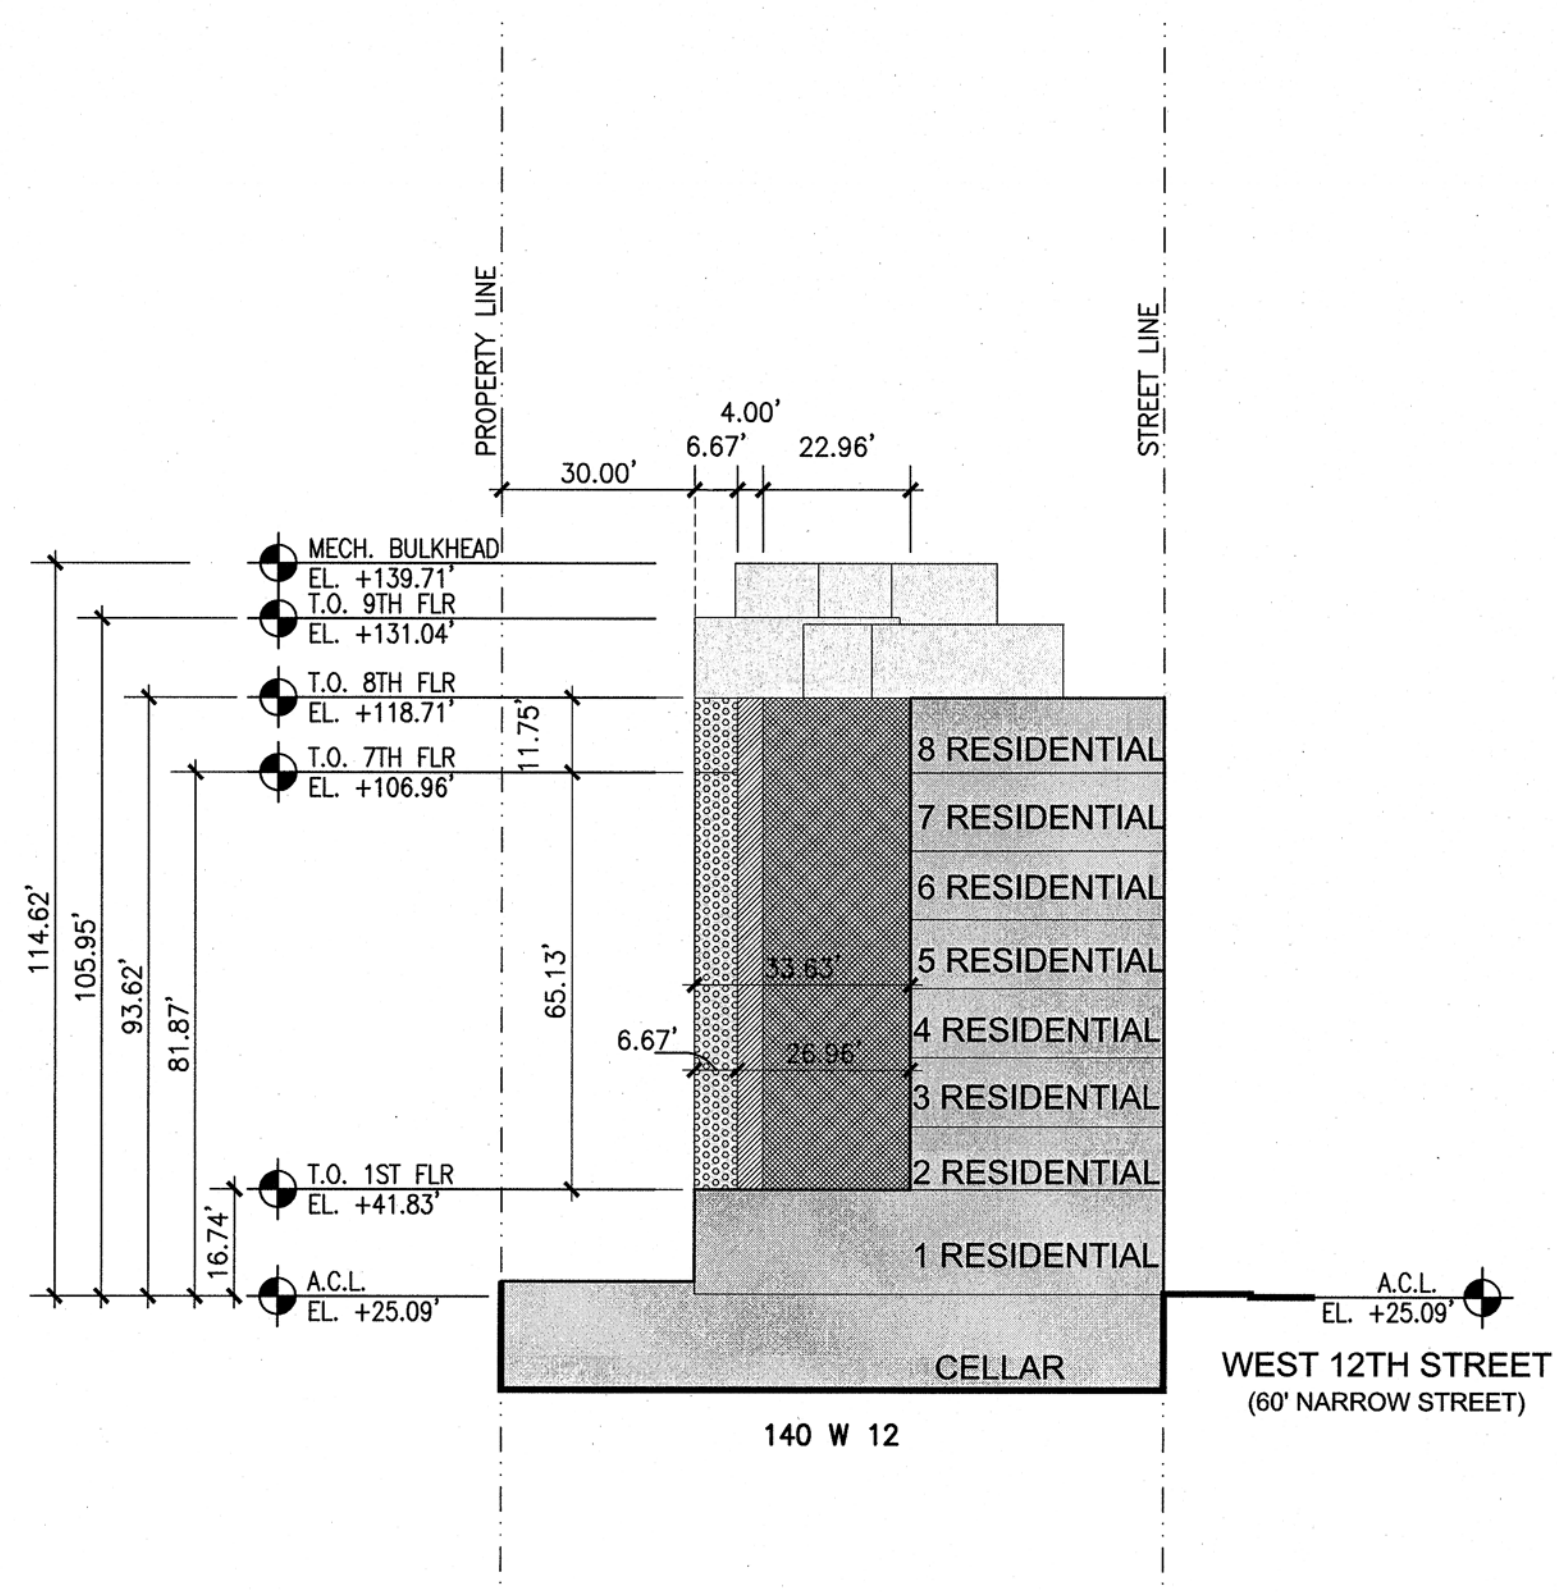 PROPERTY LINE
STREET LINE
4.00'
6.67'
22.96'
30.00'
MECH. BULKHEAD
EL. +139.71'
T.O. 9TH FLR
EL. +131.04'
T.O. 8TH FLR
EL. +118.71'
11.75'
T.O. 7TH FLR
EL. +106.96'
8 RESIDENTIAL
7 RESIDENTIAL
6 RESIDENTIAL
5 RESIDENTIAL
4 RESIDENTIAL
3 RESIDENTIAL
2 RESIDENTIAL
1 RESIDENTIAL
CELLAR
114.62'
105.95'
93.62'
81.87'
65.13'
33.63'
6.67'
26.96'
T.O. 1ST FLR
EL. +41.83'
16.74'
A.C.L.
EL. +25.09'
A.C.L.
EL. +25.09'
WEST 12TH STREET
(60' NARROW STREET)
140 W 12